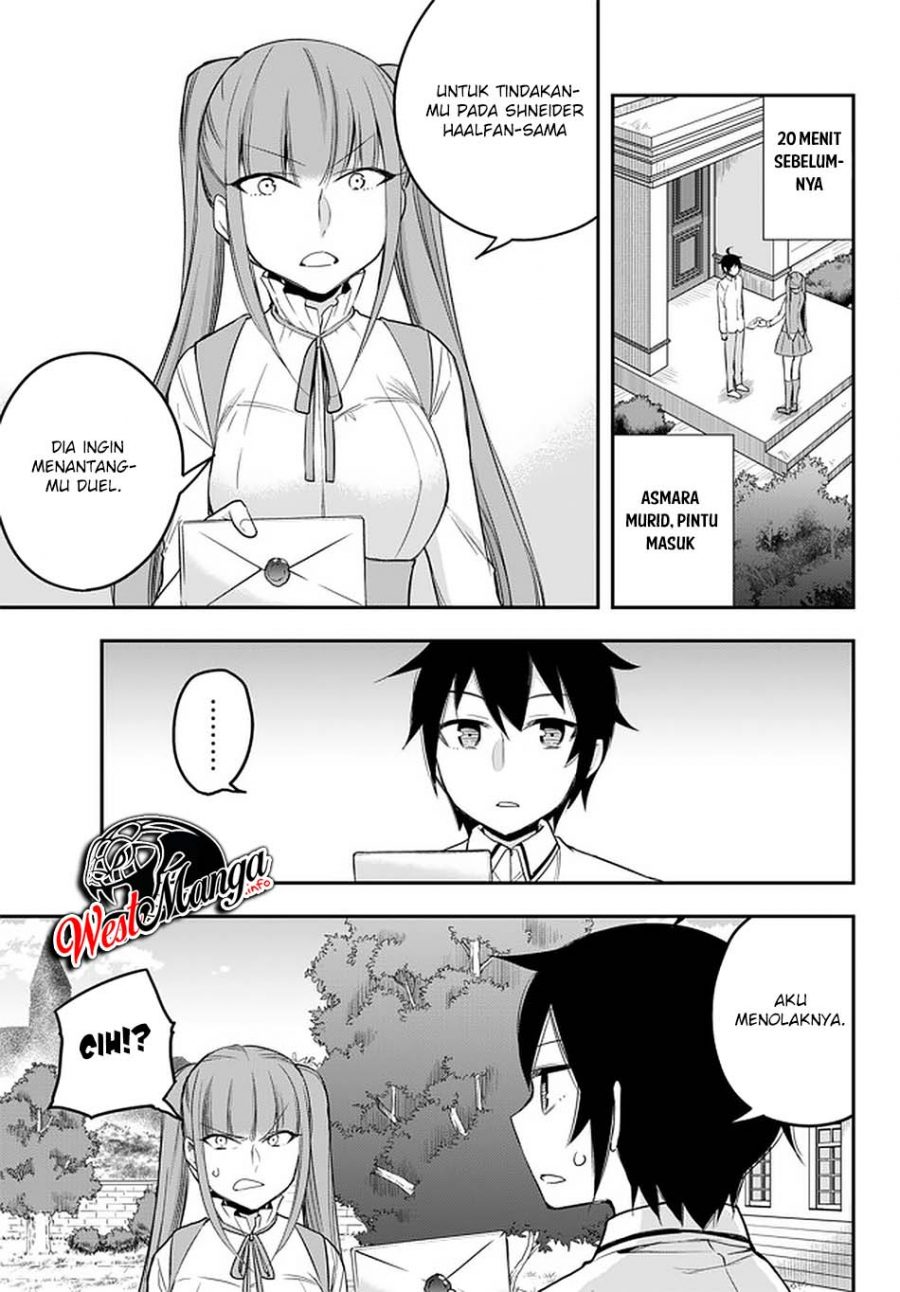 20 MENIT
SEBELUM-
NYA
ASMARA
MURID, PINTU
MASUK
UNTUK TINDAKAN-
MU PADA SHNEIDER
HAALFAN-SAMA
DIA INGIN
MENANTANG-
MU DUEL.
.........
WestManga
.info
AKU
MENOLAKNYA.
CIH!?